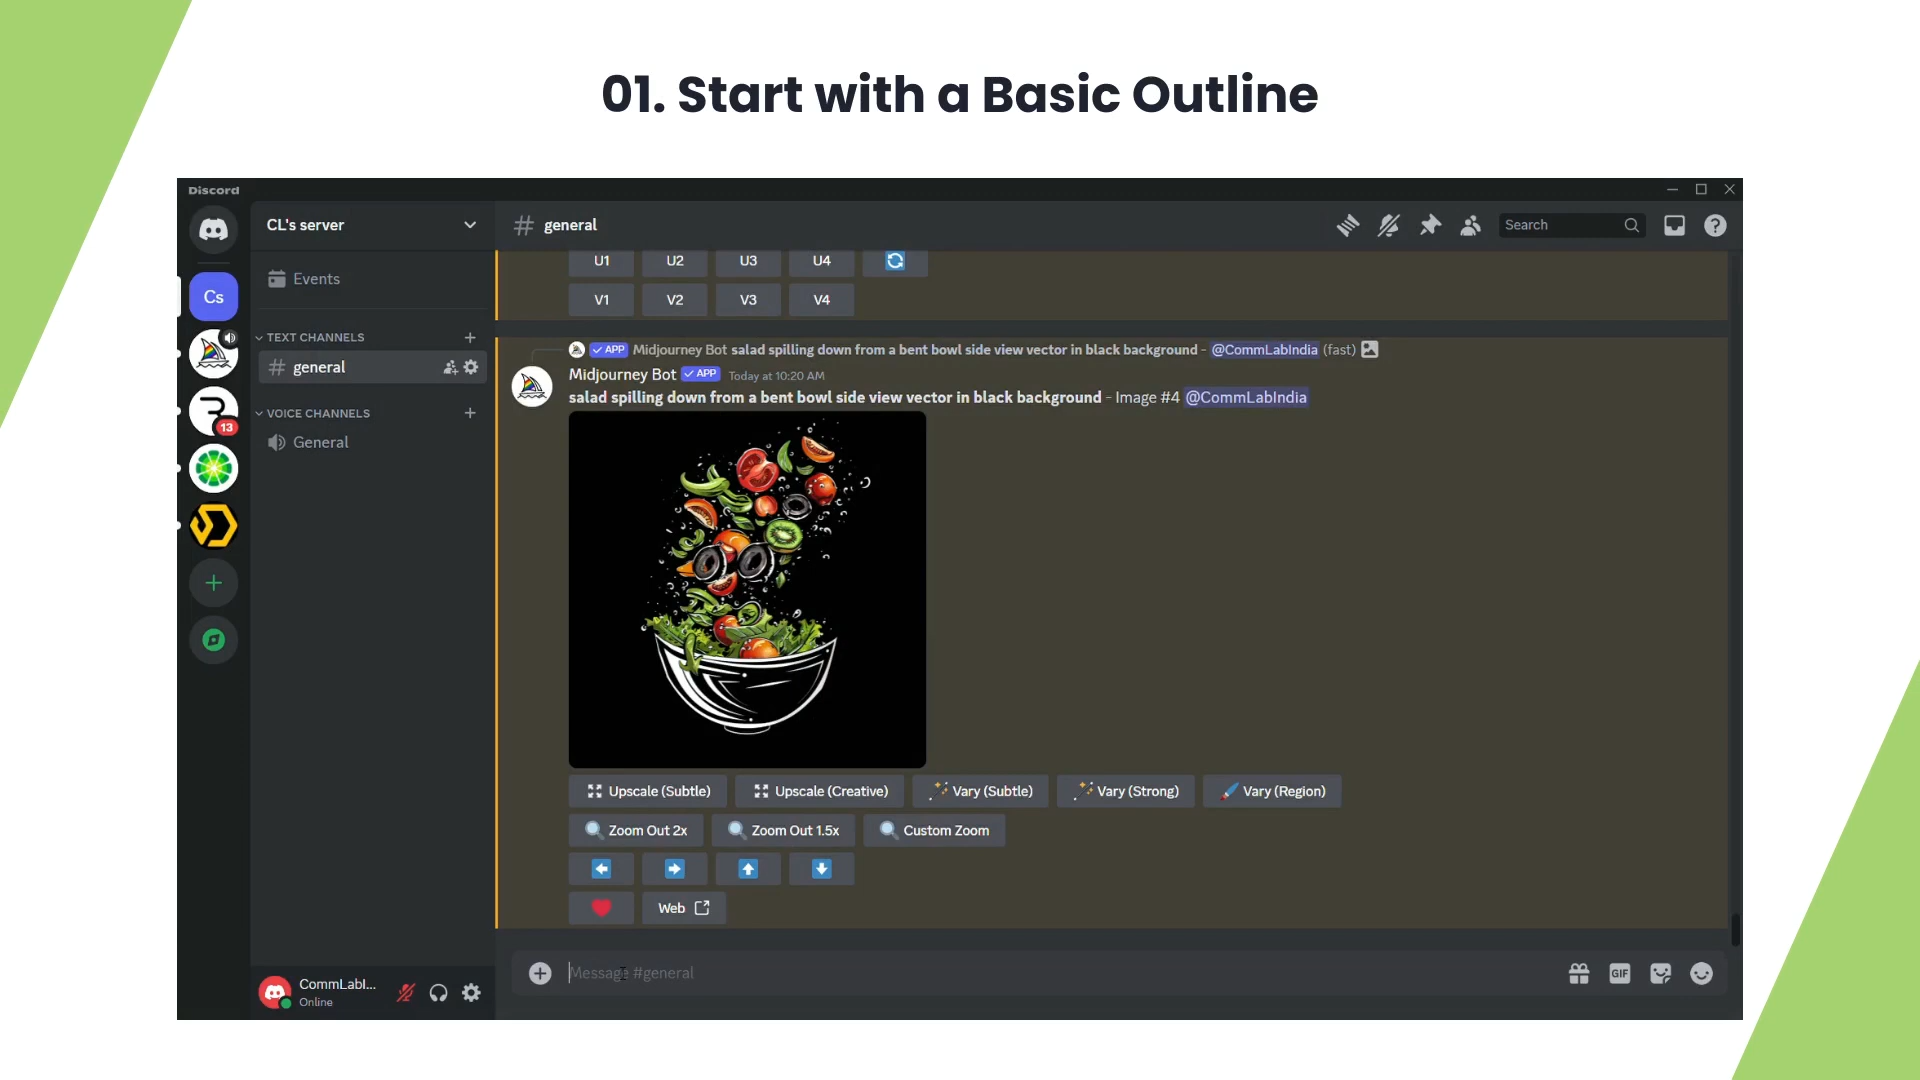 01. Start with a Basic Outline
Discord
CL's server
general
Search
Events
U1 U2 U3 U4
Cs
V1 V2 V3 V4
TEXT CHANNELS
general
APP Midjourney Bot salad spilling down from a bent bowl side view vector in black background - @CommLabIndia (fast)
Midjourney Bot APP Today at 10:20 AM
salad spilling down from a bent bowl side view vector in black background - Image #4 @CommLabIndia
VOICE CHANNELS
13
General
Upscale (Subtle) Upscale (Creative) Vary (Subtle) Vary (Strong) Vary (Region)
Zoom Out 2x Zoom Out 1.5x Custom Zoom
Web
Message #general
GIF
CommLabl...
Online